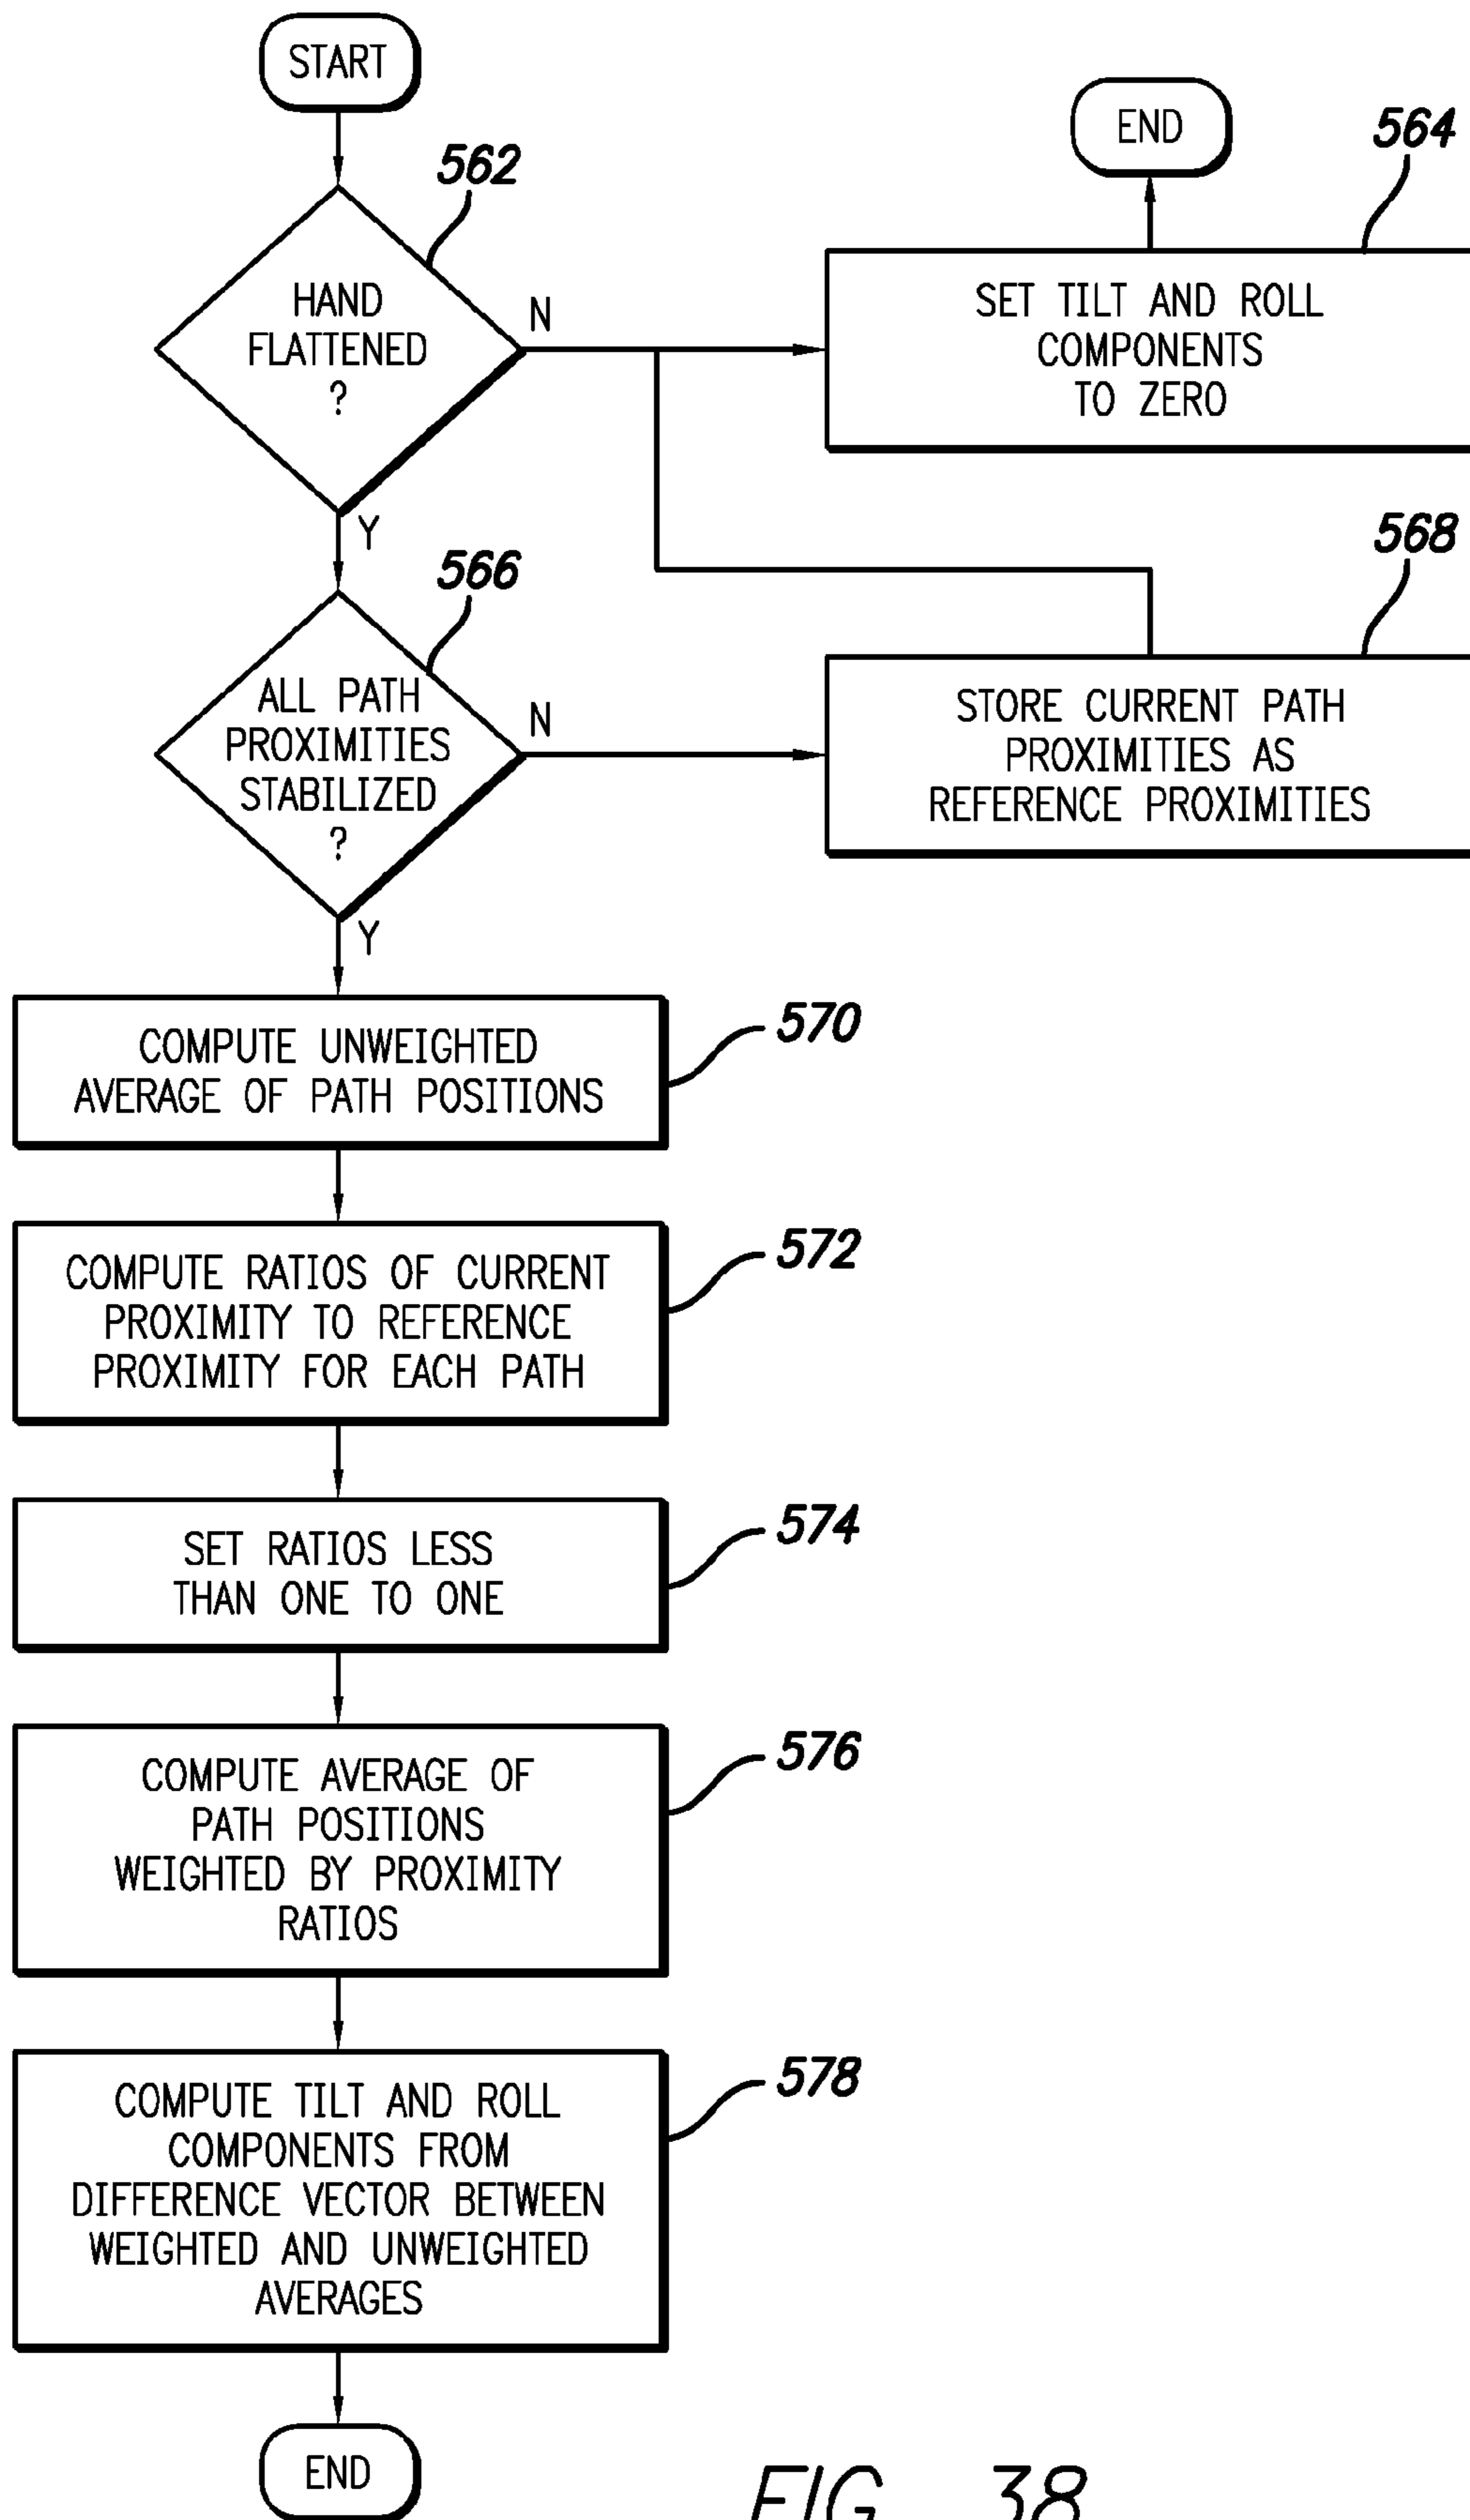 START
END
564
562
HAND
FLATTENED
?
N
SET TILT AND ROLL
COMPONENTS
TO ZERO
Y
566
568
ALL PATH
PROXIMITIES
STABILIZED
?
N
STORE CURRENT PATH
PROXIMITIES AS
REFERENCE PROXIMITIES
Y
570
COMPUTE UNWEIGHTED
AVERAGE OF PATH POSITIONS
572
COMPUTE RATIOS OF CURRENT
PROXIMITY TO REFERENCE
PROXIMITY FOR EACH PATH
574
SET RATIOS LESS
THAN ONE TO ONE
576
COMPUTE AVERAGE OF
PATH POSITIONS
WEIGHTED BY PROXIMITY
RATIOS
578
COMPUTE TILT AND ROLL
COMPONENTS FROM
DIFFERENCE VECTOR BETWEEN
WEIGHTED AND UNWEIGHTED
AVERAGES
END
FIG. 38